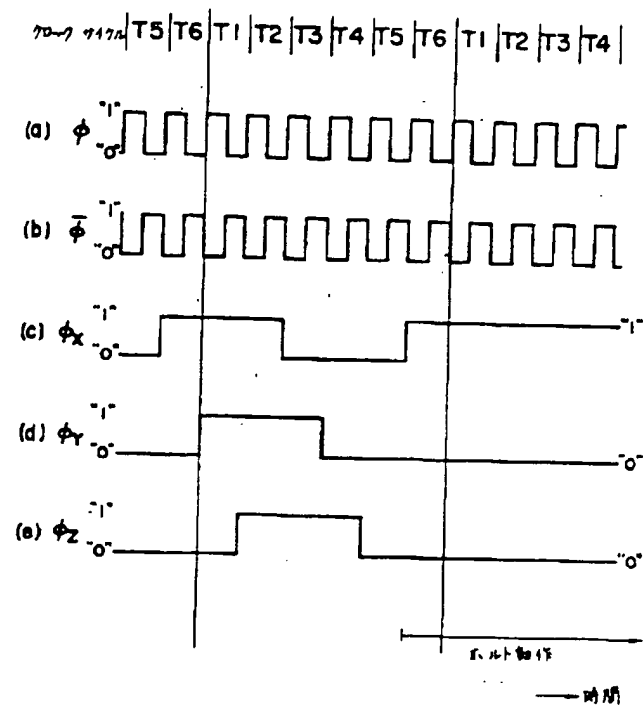 クロック サイクル T5 T6 T1 T2 T3 T4 T5 T6 T1 T2 T3 T4
(a) φ "1" "0"
(b) φ̄ "1" "0"
(c) φX "1" "0" "1"
(d) φY "1" "0" "0"
(e) φZ "1" "0" "0"
ホルト動作
時間